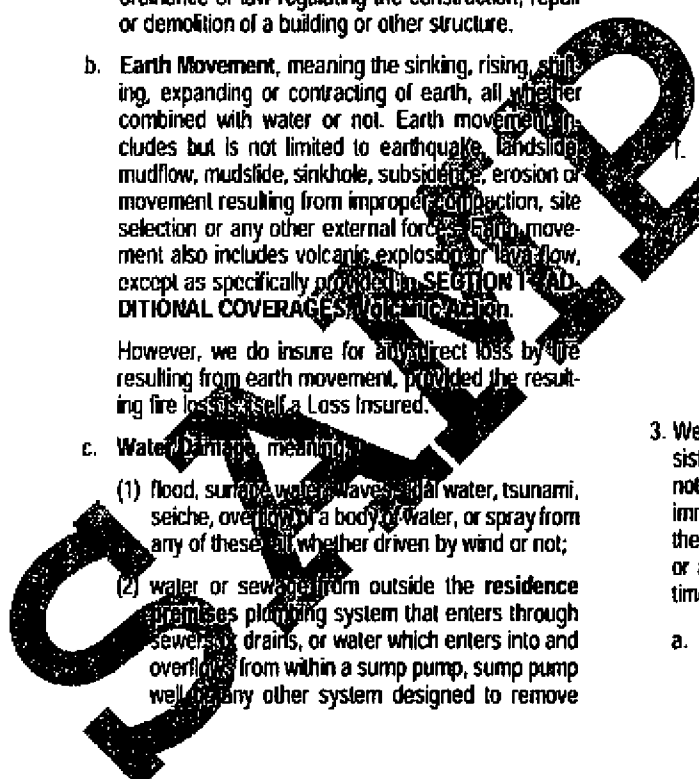 ordinance or law regulating the construction, repair
or demolition of a building or other structure.
b. Earth Movement, meaning the sinking, rising, shift-
ing, expanding or contracting of earth, all whether
combined with water or not. Earth movement in-
cludes but is not limited to earthquake, landslide,
mudflow, mudslide, sinkhole, subsidence, erosion or
movement resulting from improper compaction, site
selection or any other external forces. Earth move-
ment also includes volcanic explosion or lava flow,
except as specifically provided in SECTION I - AD-
DITIONAL COVERAGES, Volcanic Action.
However, we do insure for any direct loss by fire
resulting from earth movement, provided the result-
ing fire loss is itself a Loss Insured.
c. Water Damage, meaning:
(1) flood, surface water, waves, tidal water, tsunami,
seiche, overflow of a body of water, or spray from
any of these, all whether driven by wind or not;
(2) water or sewage from outside the residence
premises plumbing system that enters through
sewers or drains, or water which enters into and
overflows from within a sump pump, sump pump
well or any other system designed to remove
f.
3. We
sist
not
imr
the
or a
tim
a.
SAMP